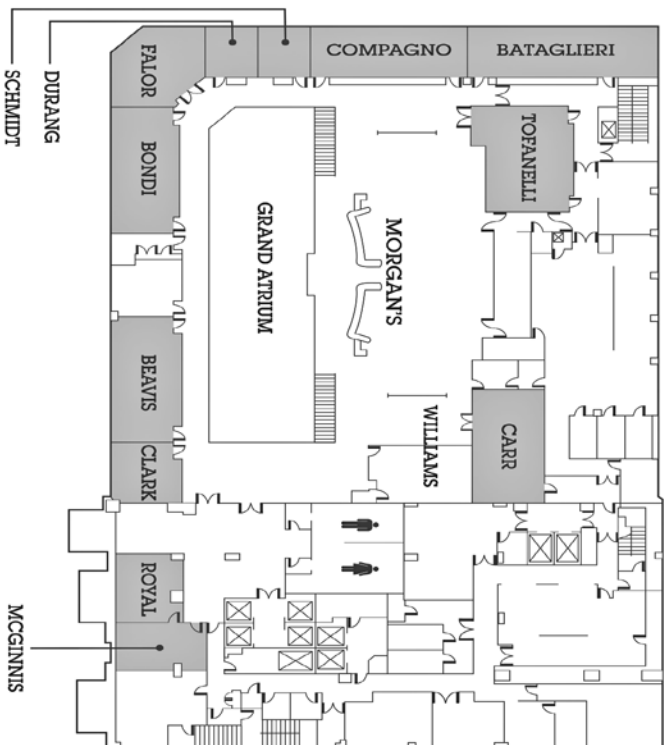 COMPAGNO
BATAGLIERI
FALOR
DURANG
SCHMIDT
BONDI
TOFANELLI
GRAND ATRIUM
MORGAN'S
BEAVIS
WILLIAMS
CARR
CLARK
ROYAL
MCGINNIS